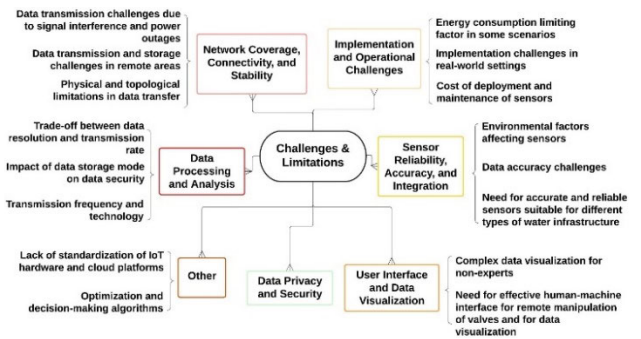 Data transmission challenges due
to signal interference and power
outages
Data transmission and storage
challenges in remote areas
Physical and topological
limitations in data transfer
Network Coverage,
Connectivity, and
Stability
Implementation
and Operational
Challenges
Energy consumption limiting
factor in some scenarios
Implementation challenges in
real-world settings
Cost of deployment and
maintenance of sensors
Trade-off between data
resolution and transmission
rate
Impact of data storage mode
on data security
Transmission frequency and
technology
Data
Processing
and Analysis
Challenges &
Limitations
Sensor
Reliability,
Accuracy, and
Integration
Environmental factors
affecting sensors
Data accuracy challenges
Need for accurate and reliable
sensors suitable for different
types of water infrastructure
Lack of standardization of IoT
hardware and cloud platforms
Optimization and
decision-making algorithms
Other
Data Privacy
and Security
User Interface
and Data
Visualization
Complex data visualization for
non-experts
Need for effective human-machine
interface for remote manipulation
of valves and for data
visualization